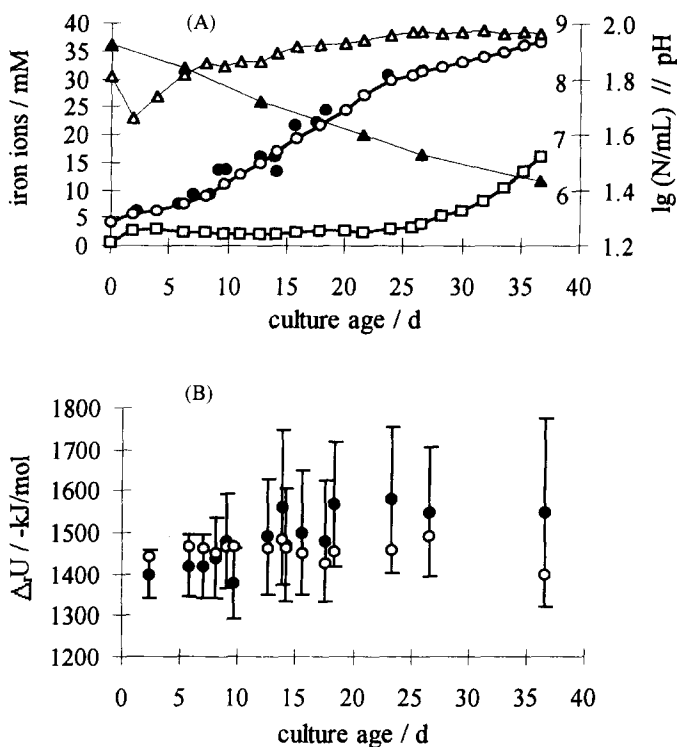 (A)
iron ions / mM
40
35
30
25
20
15
10
5
0
9
8
7
6
2.0
1.8
1.6
1.4
1.2
lg (N/mL) // pH
0 5 10 15 20 25 30 35 40
culture age / d
(B)
ΔrU / -kJ/mol
1800
1700
1600
1500
1400
1300
1200
0 5 10 15 20 25 30 35 40
culture age / d